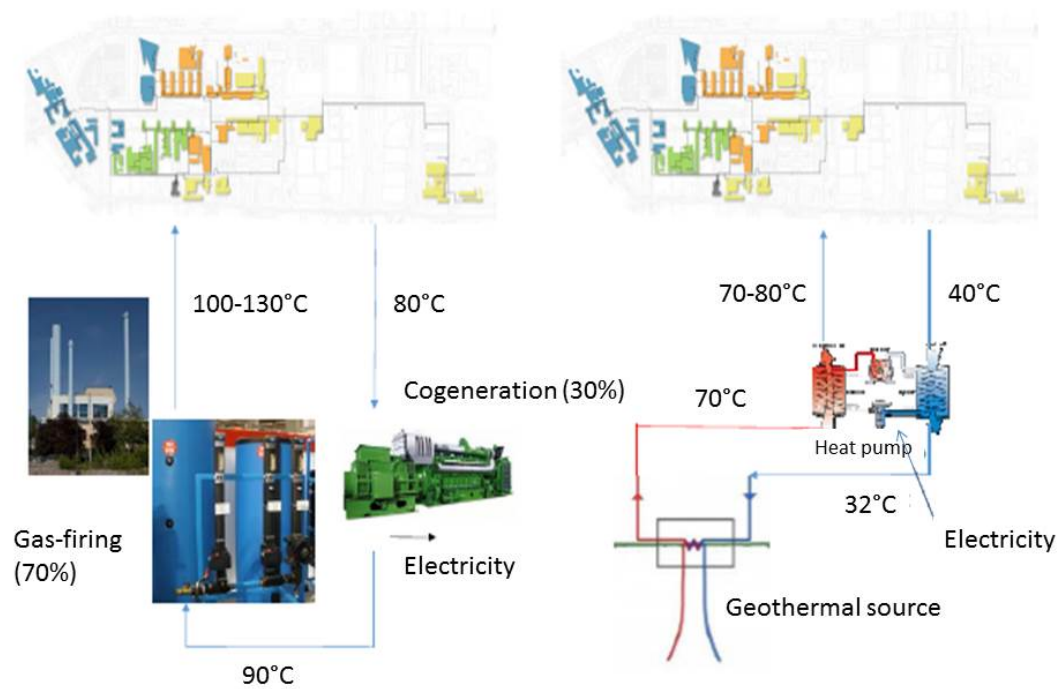 100-130°C
80°C
70-80°C
40°C
Cogeneration (30%)
70°C
Heat pump
32°C
Gas-firing
(70%)
Electricity
Electricity
Geothermal source
90°C